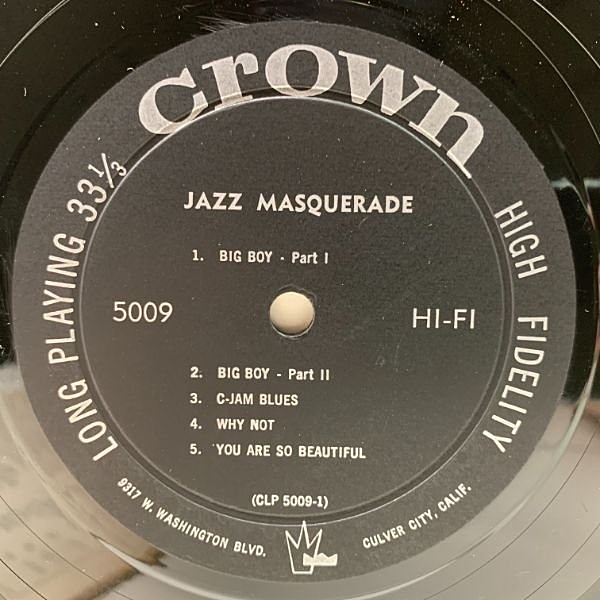 crown
LONG PLAYING 33⅓
HIGH FIDELITY
JAZZ MASQUERADE
1. BIG BOY - Part I
5009
HI-FI
2. BIG BOY - Part II
3. C-JAM BLUES
4. WHY NOT
5. YOU ARE SO BEAUTIFUL
(CLP 5009-1)
9317 W. WASHINGTON BLVD.
CULVER CITY, CALIF.